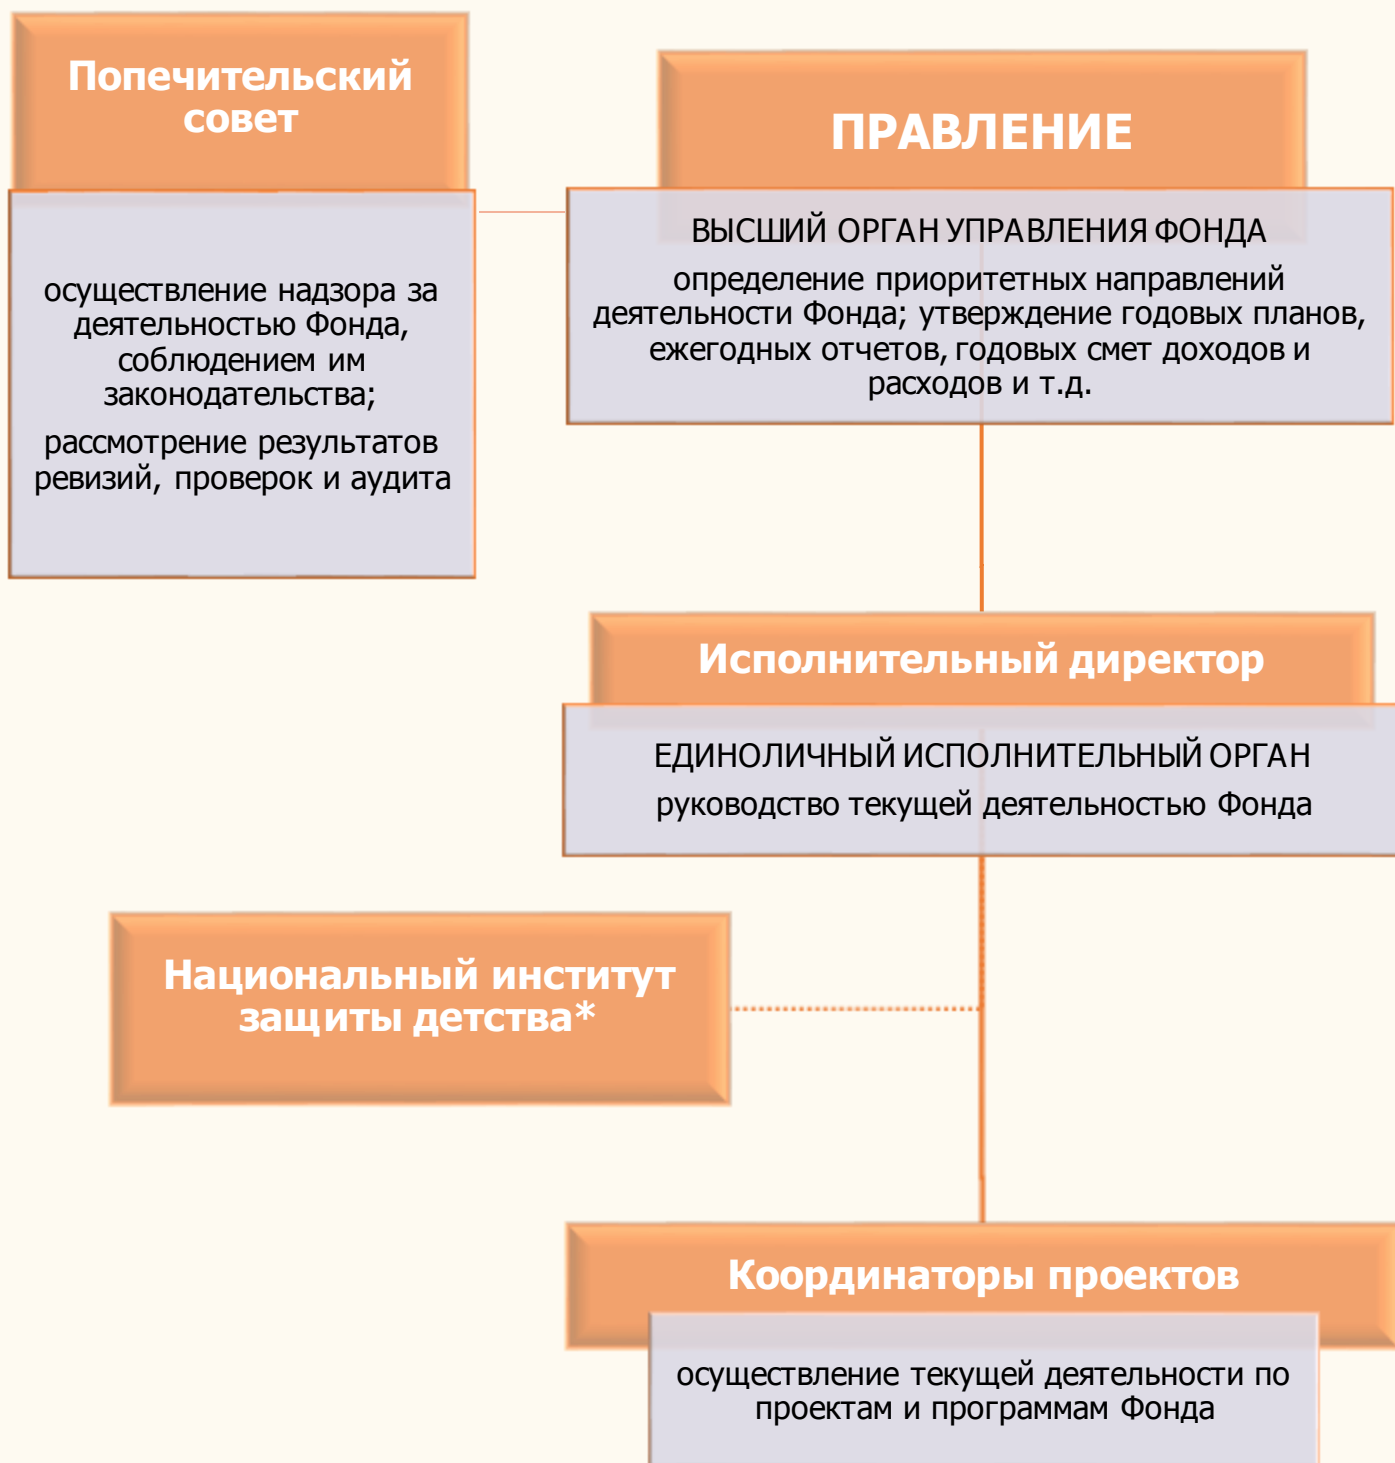 Попечительский
совет
осуществление надзора за
деятельностью Фонда,
соблюдением им
законодательства;
рассмотрение результатов
ревизий, проверок и аудита
ПРАВЛЕНИЕ
ВЫСШИЙ ОРГАН УПРАВЛЕНИЯ ФОНДА
определение приоритетных направлений
деятельности Фонда; утверждение годовых планов,
ежегодных отчетов, годовых смет доходов и
расходов и т.д.
Исполнительный директор
ЕДИНОЛИЧНЫЙ ИСПОЛНИТЕЛЬНЫЙ ОРГАН
руководство текущей деятельностью Фонда
Национальный институт
защиты детства*
Координаторы проектов
осуществление текущей деятельности по
проектам и программам Фонда